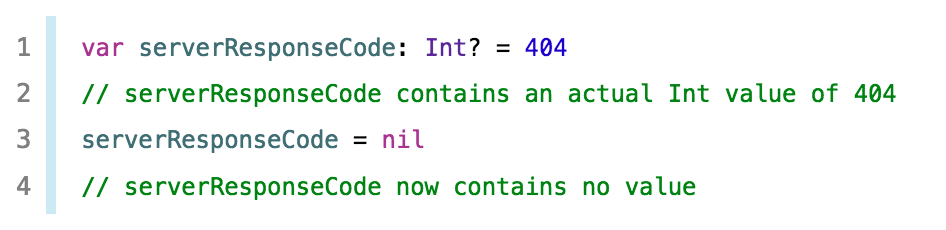 1 var serverResponseCode: Int? = 404
2 // serverResponseCode contains an actual Int value of 404
3 serverResponseCode = nil
4 // serverResponseCode now contains no value